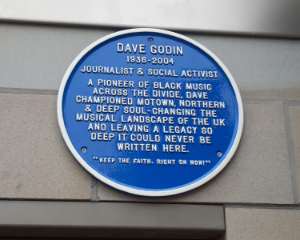 DAVE GODIN
1936-2004
JOURNALIST & SOCIAL ACTIVIST
A PIONEER OF BLACK MUSIC
ACROSS THE DIVIDE, DAVE
CHAMPIONED MOTOWN, NORTHERN
& DEEP SOUL-CHANGING THE
MUSICAL LANDSCAPE OF THE UK
AND LEAVING A LEGACY SO
DEEP IT COULD NEVER BE
WRITTEN HERE.
"KEEP THE FAITH. RIGHT ON NOW!"